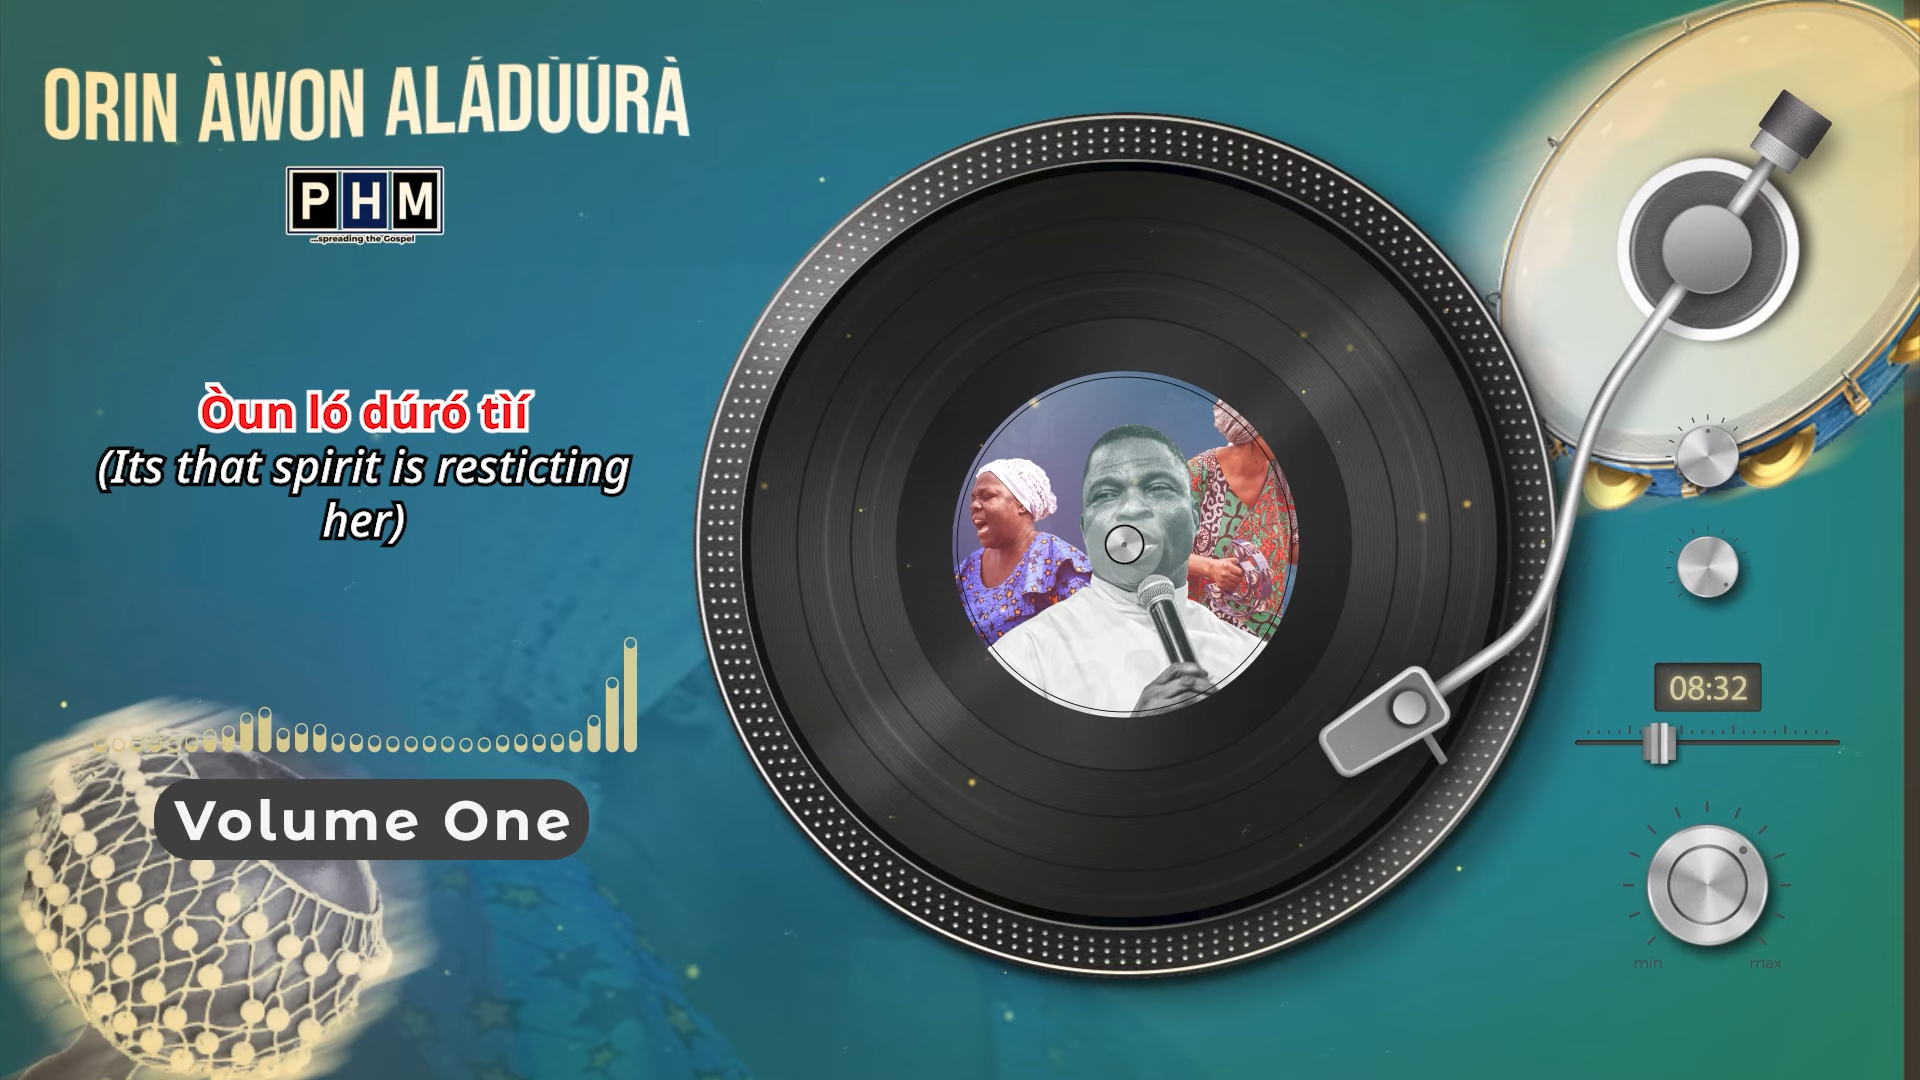 ORIN ÀWON ALÁDÙÚRÀ
PHM
...spreading the Gospel
Òun ló dúró tìí
(Its that spirit is resticting
her)
Volume One
08:32
min max